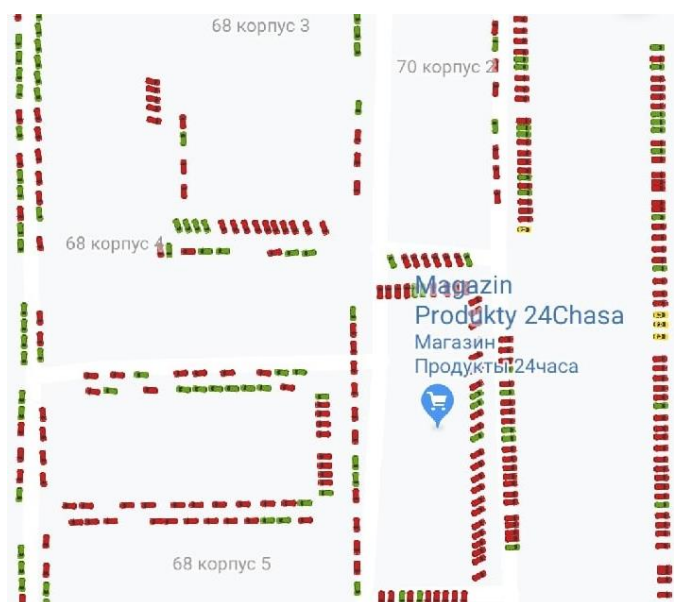 68 корпус 3
70 корпус 2
68 корпус 4
Magazin
Produkty 24Chasa
Магазин
Продукты 24часа
68 корпус 5